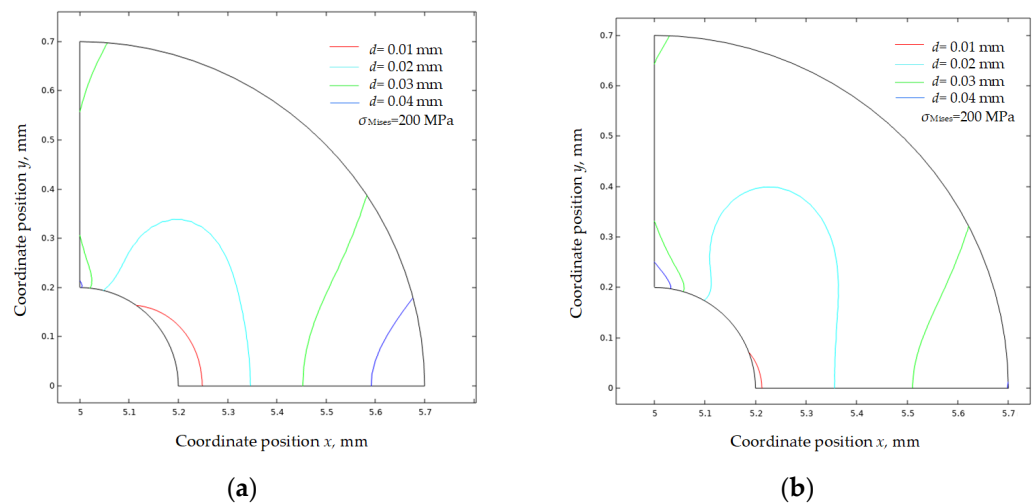 d= 0.01 mm
d= 0.02 mm
d= 0.03 mm
d= 0.04 mm
σMises=200 MPa
0.7
0.6
0.5
0.4
0.3
0.2
0.1
0
Coordinate position y, mm
5
5.1
5.2
5.3
5.4
5.5
5.6
5.7
Coordinate position x, mm
(a)
d= 0.01 mm
d= 0.02 mm
d= 0.03 mm
d= 0.04 mm
σMises=200 MPa
0.7
0.6
0.5
0.4
0.3
0.2
0.1
0
Coordinate position y, mm
5
5.1
5.2
5.3
5.4
5.5
5.6
5.7
Coordinate position x, mm
(b)